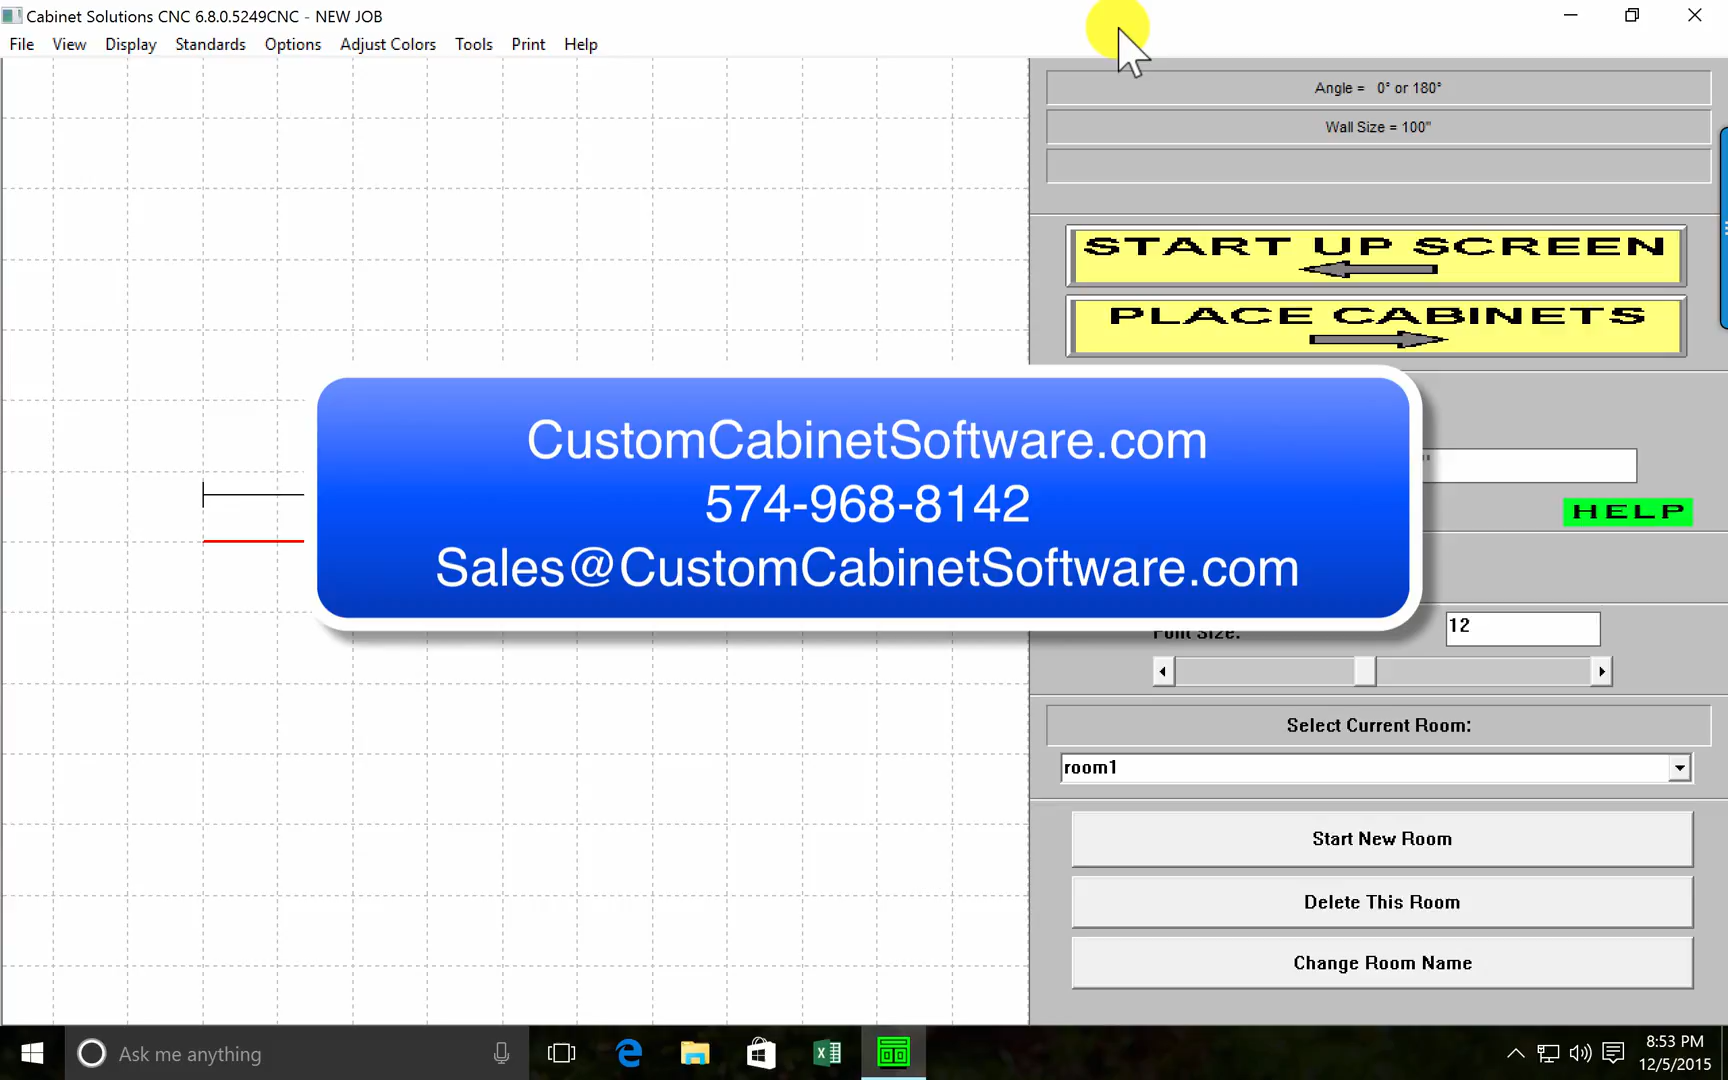 Cabinet Solutions CNC 6.8.0.5249CNC - NEW JOB
File View Display Standards Options Adjust Colors Tools Print Help
Angle = 0° or 180°
Wall Size = 100"
START UP SCREEN
PLACE CABINETS
CustomCabinetSoftware.com
574-968-8142
Sales@CustomCabinetSoftware.com
"
HELP
Font Size:
12
Select Current Room:
room1
Start New Room
Delete This Room
Change Room Name
Ask me anything
8:53 PM
12/5/2015